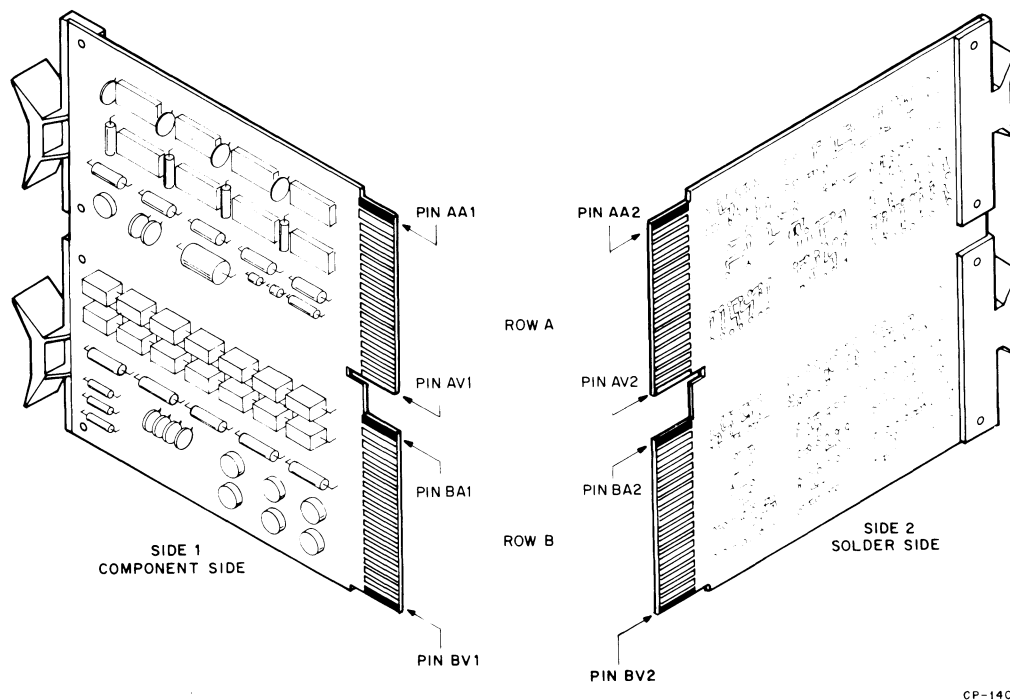 PIN AA1
PIN AA2
ROW A
PIN AV1
PIN AV2
PIN BA1
PIN BA2
ROW B
SIDE 1
COMPONENT SIDE
SIDE 2
SOLDER SIDE
PIN BV1
PIN BV2